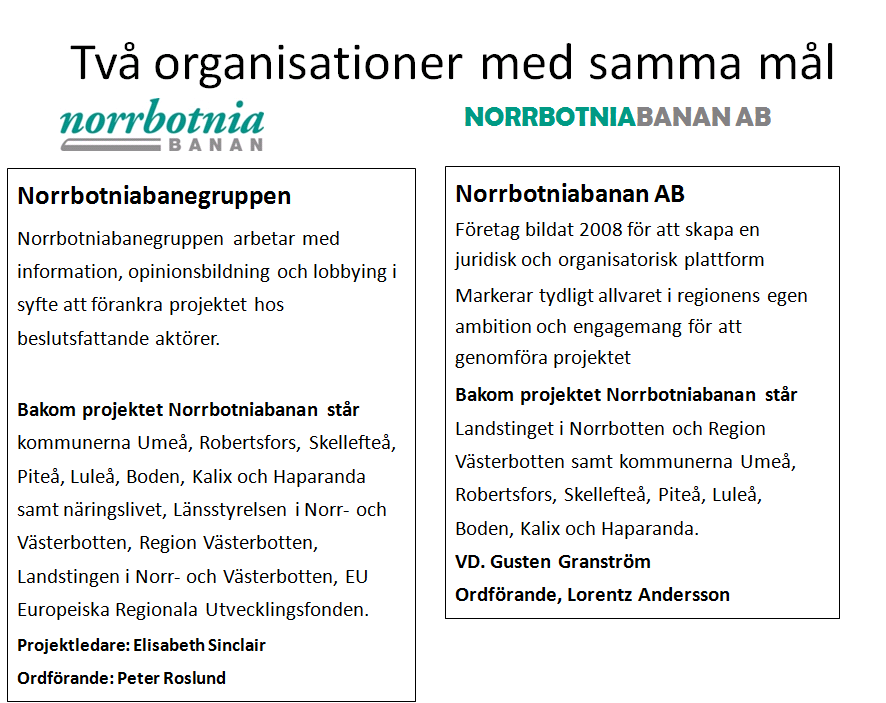 Två organisationer med samma mål
norrbotnia
BANAN
Norrbotniabanegruppen
Norrbotniabanegruppen arbetar med
information, opinionsbildning och lobbying i
syfte att förankra projektet hos
beslutsfattande aktörer.
Bakom projektet Norrbotniabanan står
kommunerna Umeå, Robertsfors, Skellefteå,
Piteå, Luleå, Boden, Kalix och Haparanda
samt näringslivet, Länsstyrelsen i Norr- och
Västerbotten, Region Västerbotten,
Landstingen i Norr- och Västerbotten, EU
Europeiska Regionala Utvecklingsfonden.
Projektledare: Elisabeth Sinclair
Ordförande: Peter Roslund
NORRBOTNIABANAN AB
Norrbotniabanan AB
Företag bildat 2008 för att skapa en
juridisk och organisatorisk plattform
Markerar tydligt allvaret i regionens egen
ambition och engagemang för att
genomföra projektet
Bakom projektet Norrbotniabanan står
Landstinget i Norrbotten och Region
Västerbotten samt kommunerna Umeå,
Robertsfors, Skellefteå, Piteå, Luleå,
Boden, Kalix och Haparanda.
VD. Gusten Granström
Ordförande, Lorentz Andersson